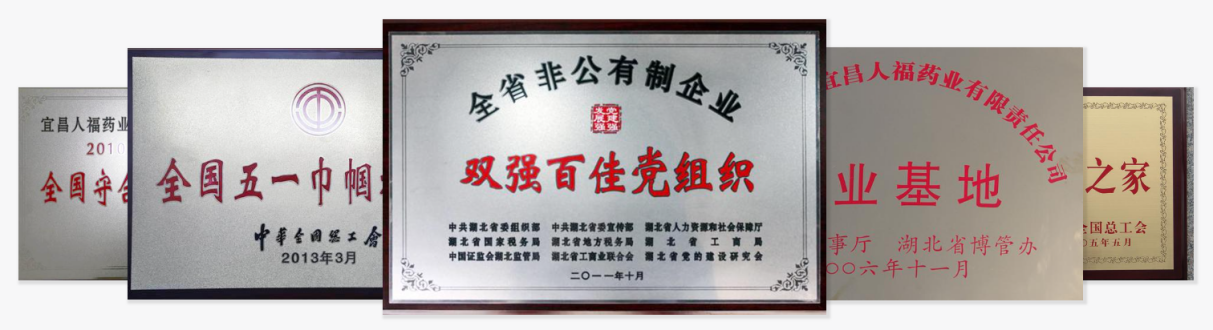 宜昌人福药业
2010
全国守合
全国五一巾帼
中华全国总工会
2013年3月
全省非公有制企业
发展强
党建强
双强百佳党组织
中共湖北省委组织部 中共湖北省委宣传部 湖北省人力资源和社会保障厅
湖北省国家税务局 湖北省地方税务局 湖北省工商局
中国证监会湖北监管局 湖北省工商业联合会 湖北省党的建设研究会
二〇一一年十月
宜昌人福药业有限责任公司
业基地
事厅 湖北省博管办
〇〇六年十一月
之家
全国总工会
〇五年五月